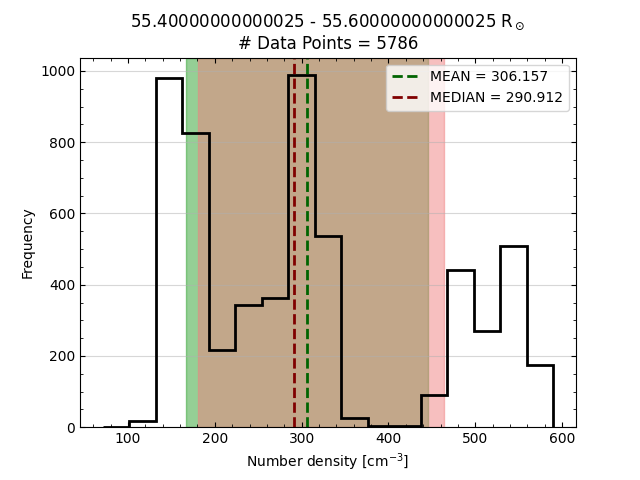 55.40000000000025 - 55.60000000000025 R⊙
# Data Points = 5786
MEAN = 306.157
MEDIAN = 290.912
1000
800
600
400
200
0
Frequency
100 200 300 400 500 600
Number density [cm⁻³]